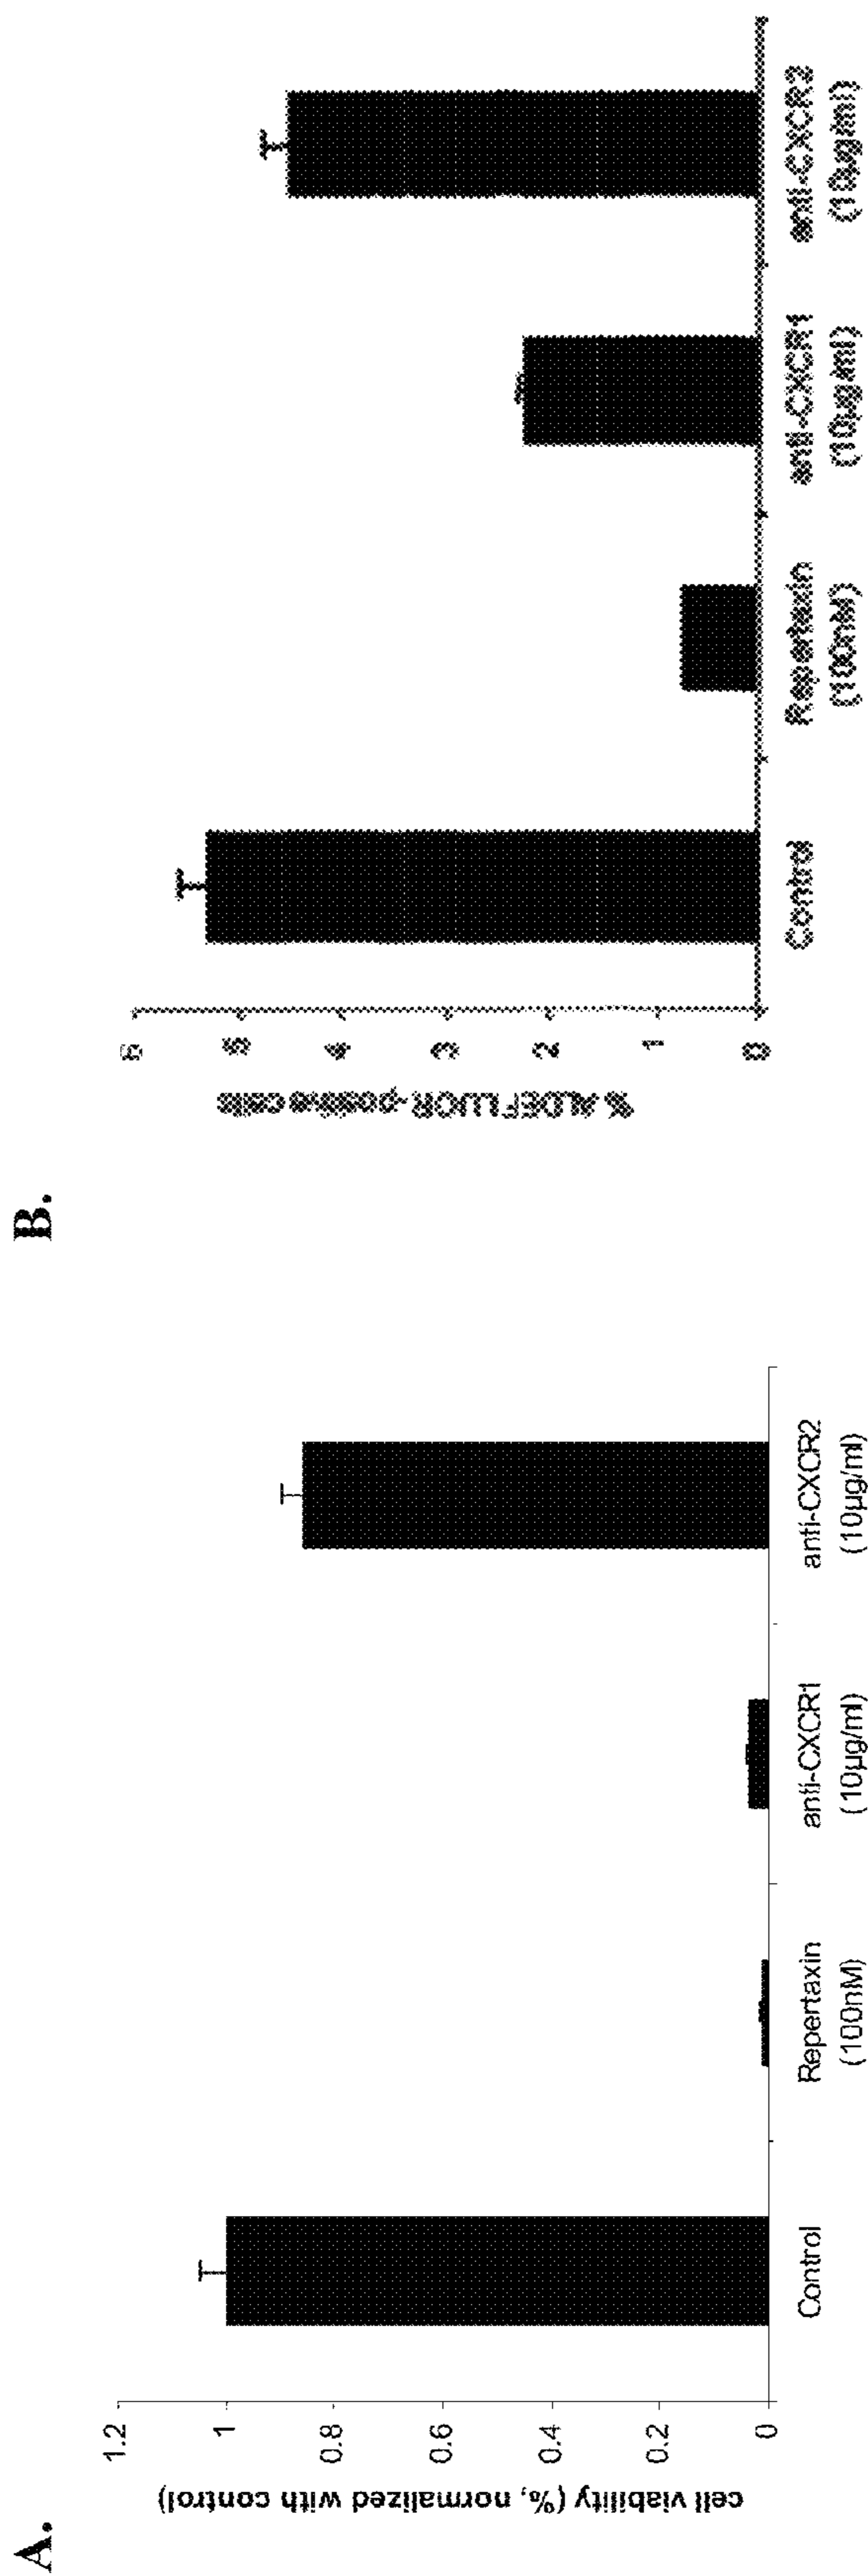 A.
cell viability (%, normalized with control)
1.2
1
0.8
0.6
0.4
0.2
0
Control
Repertaxin
(100nM)
anti-CXCR1
(10µg/ml)
anti-CXCR2
(10µg/ml)
B.
% ALDEFLUOR-positive cells
6
5
4
3
2
1
0
Control
Repertaxin
(100nM)
anti-CXCR1
(10µg/ml)
anti-CXCR2
(10µg/ml)